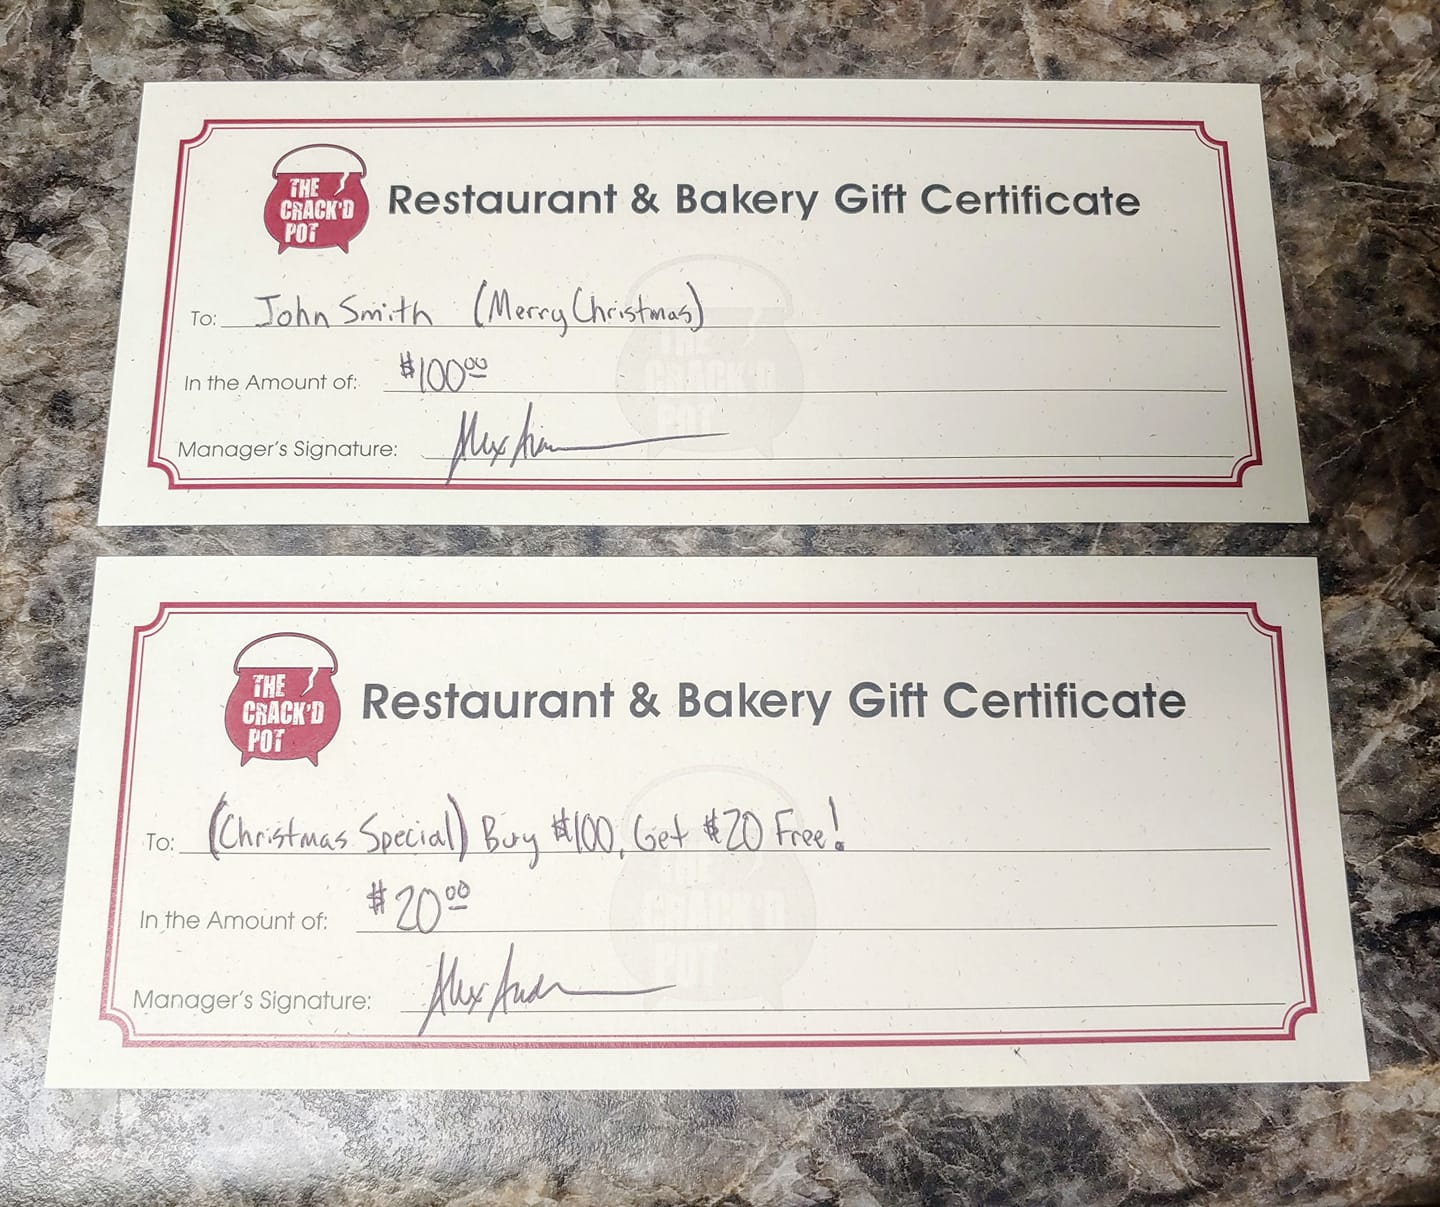 THE
CRACK'D
POT
Restaurant & Bakery Gift Certificate
To: John Smith (Merry Christmas)
In the Amount of: $100.00
Manager's Signature: Alex
THE
CRACK'D
POT
Restaurant & Bakery Gift Certificate
To: (Christmas Special) Buy $100, Get $20 Free!
In the Amount of: $20.00
Manager's Signature: Alex